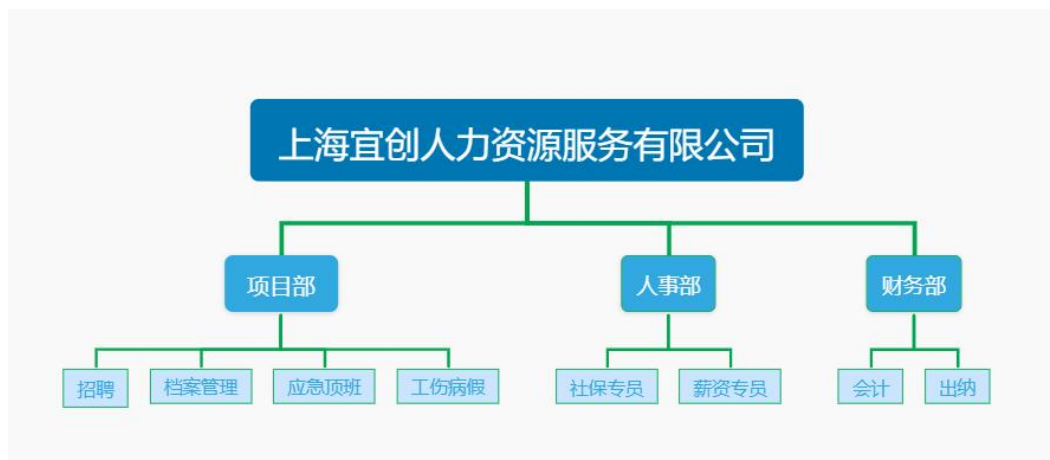 上海宜创人力资源服务有限公司
项目部
人事部
财务部
招聘
档案管理
应急顶班
工伤病假
社保专员
薪资专员
会计
出纳